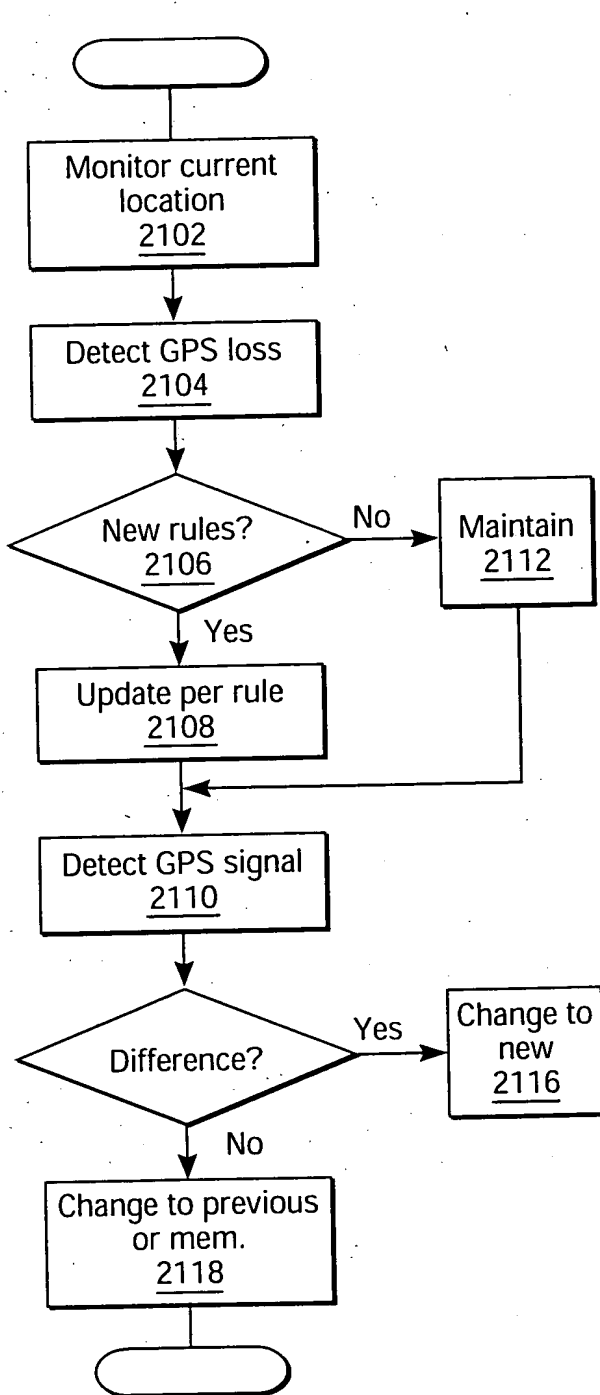 Monitor current
location
2102
Detect GPS loss
2104
New rules?
2106
No
Maintain
2112
Yes
Update per rule
2108
Detect GPS signal
2110
Difference?
Yes
Change to
new
2116
No
Change to previous
or mem.
2118